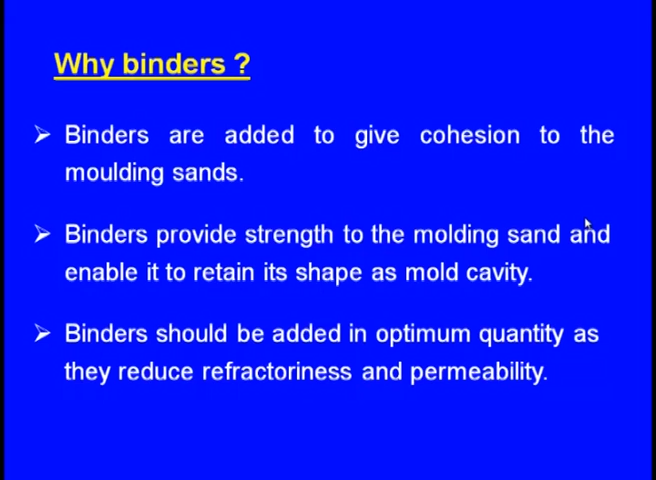 Why binders ?
➢ Binders are added to give cohesion to the
moulding sands.
➢ Binders provide strength to the molding sand and
enable it to retain its shape as mold cavity.
➢ Binders should be added in optimum quantity as
they reduce refractoriness and permeability.